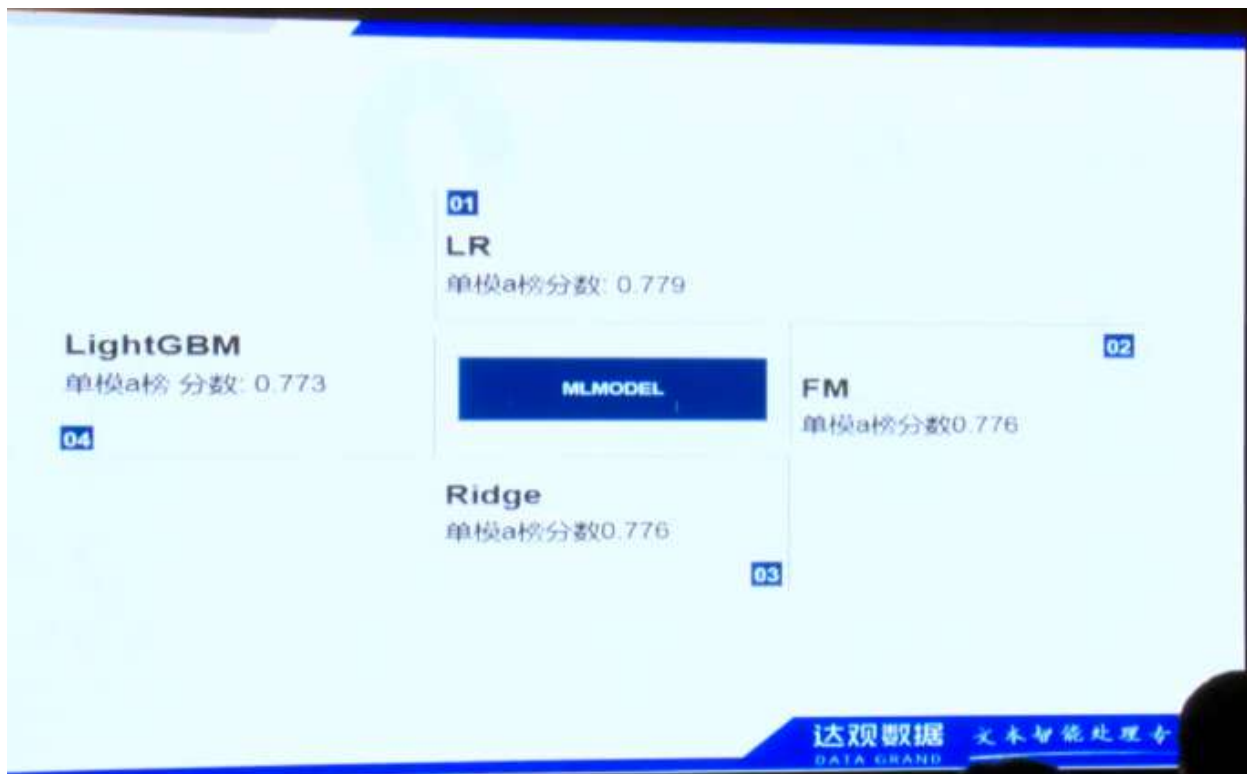 01
LR
单模a榜分数: 0.779
LightGBM
单模a榜 分数: 0.773
04
MLMODEL
02
FM
单模a榜分数0.776
Ridge
单模a榜分数0.776
03
达观数据
DATA GRAND
文本智能处理专